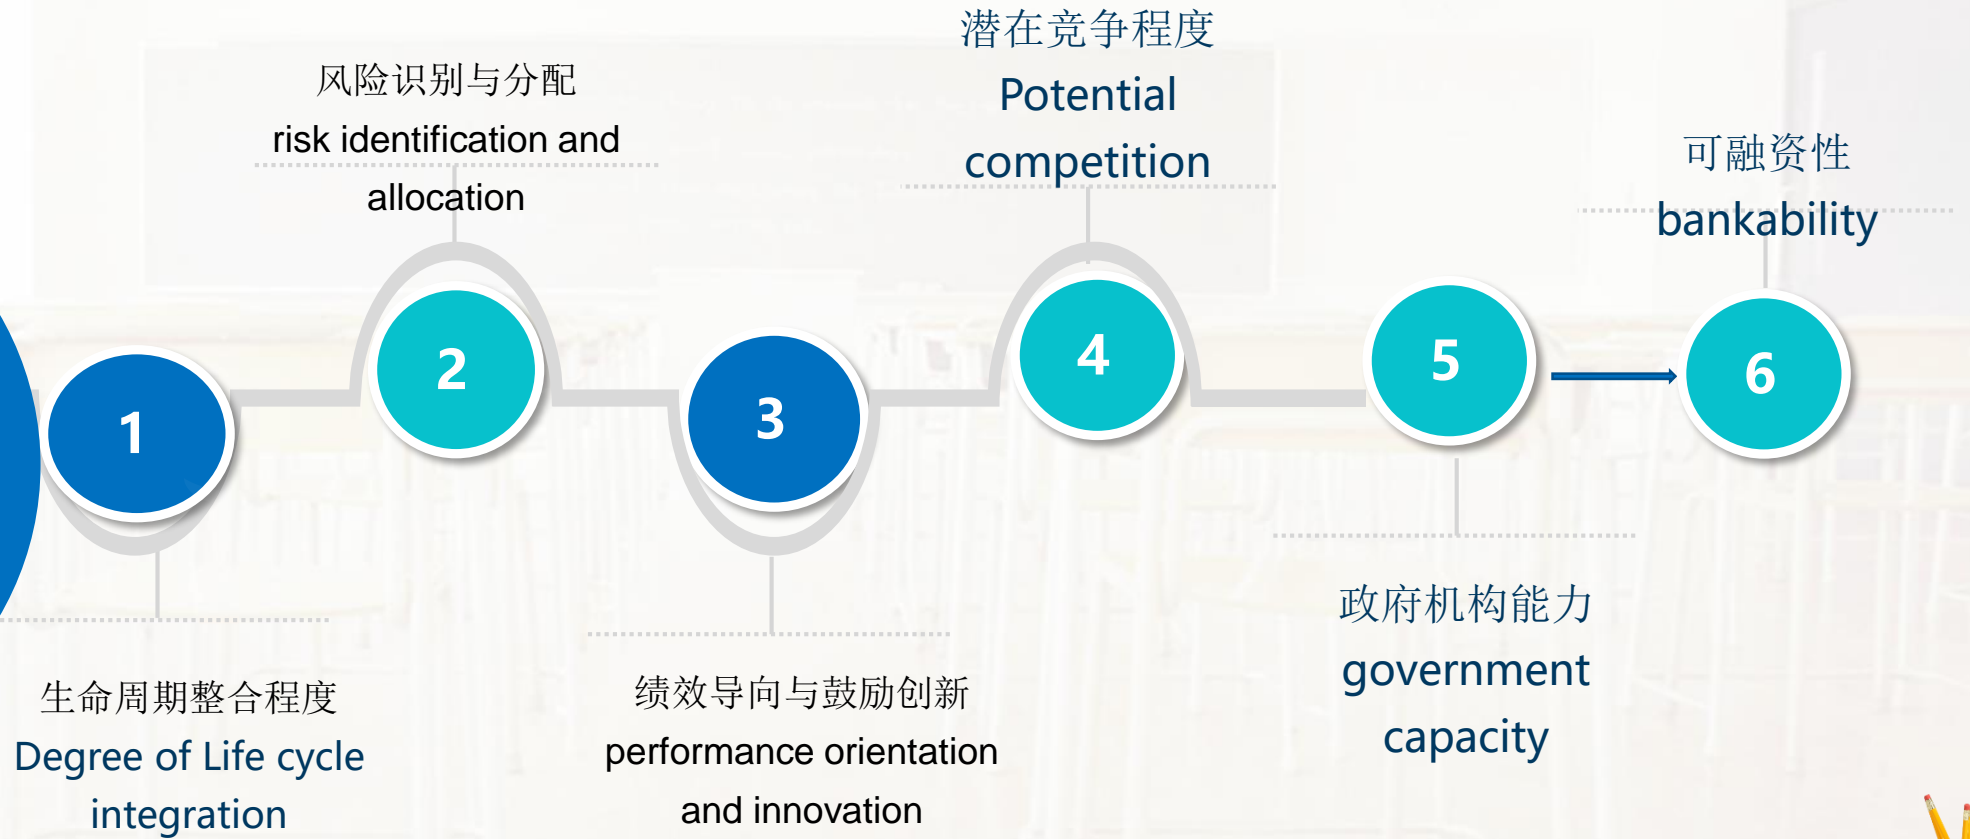 1
生命周期整合程度
Degree of Life cycle
integration
风险识别与分配
risk identification and
allocation
2
3
绩效导向与鼓励创新
performance orientation
and innovation
潜在竞争程度
Potential
competition
4
5
政府机构能力
government
capacity
可融资性
bankability
6